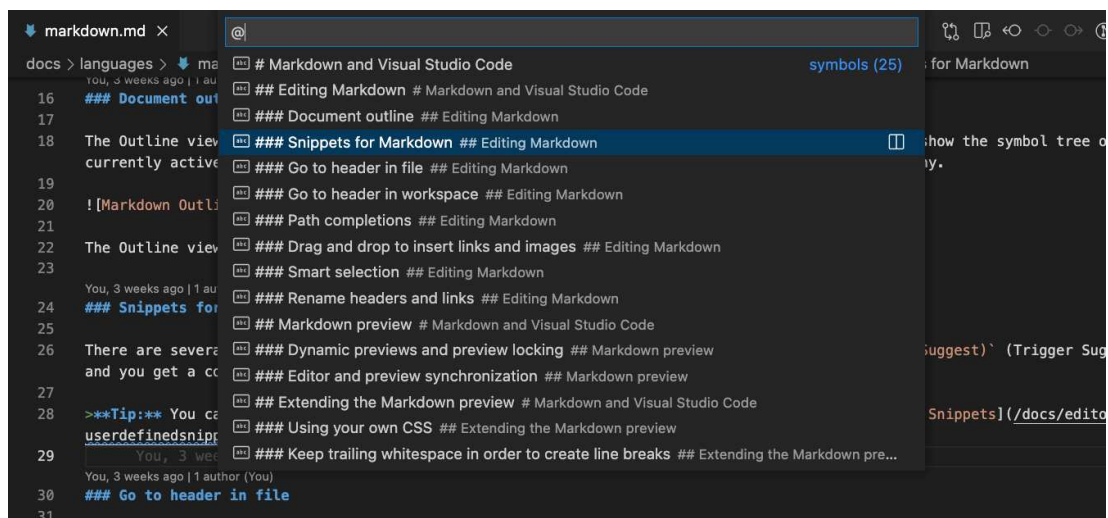 markdown.md
@
docs > languages > ma
for Markdown
# Markdown and Visual Studio Code symbols (25)
## Editing Markdown # Markdown and Visual Studio Code
### Document outline ## Editing Markdown
### Snippets for Markdown ## Editing Markdown
### Go to header in file ## Editing Markdown
### Go to header in workspace ## Editing Markdown
### Path completions ## Editing Markdown
### Drag and drop to insert links and images ## Editing Markdown
### Smart selection ## Editing Markdown
### Rename headers and links ## Editing Markdown
## Markdown preview # Markdown and Visual Studio Code
### Dynamic previews and preview locking ## Markdown preview
### Editor and preview synchronization ## Markdown preview
## Extending the Markdown preview # Markdown and Visual Studio Code
### Using your own CSS ## Extending the Markdown preview
### Keep trailing whitespace in order to create line breaks ## Extending the Markdown pre...
You, 3 weeks ago | 1 au
16 ### Document out
17
18 The Outline view
show the symbol tree o
currently active
y.
19
20 ![Markdown Outli
21
22 The Outline view
23
You, 3 weeks ago | 1 au
24 ### Snippets for
25
26 There are severa
Suggest)` (Trigger Sug
and you get a co
27
28 >**Tip:** You ca
Snippets](/docs/edito
userdefinedsnipp
29 You, 3 wee
You, 3 weeks ago | 1 author (You)
30 ### Go to header in file
31